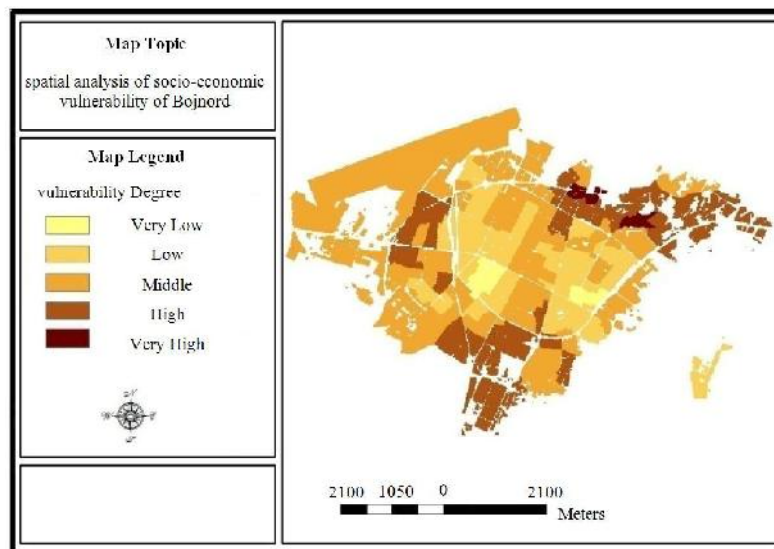 Map Topic
spatial analysis of socio-economic
vulnerability of Bojnord
Map Legend
vulnerability Degree
Very Low
Low
Middle
High
Very High
2100 1050 0 2100
Meters